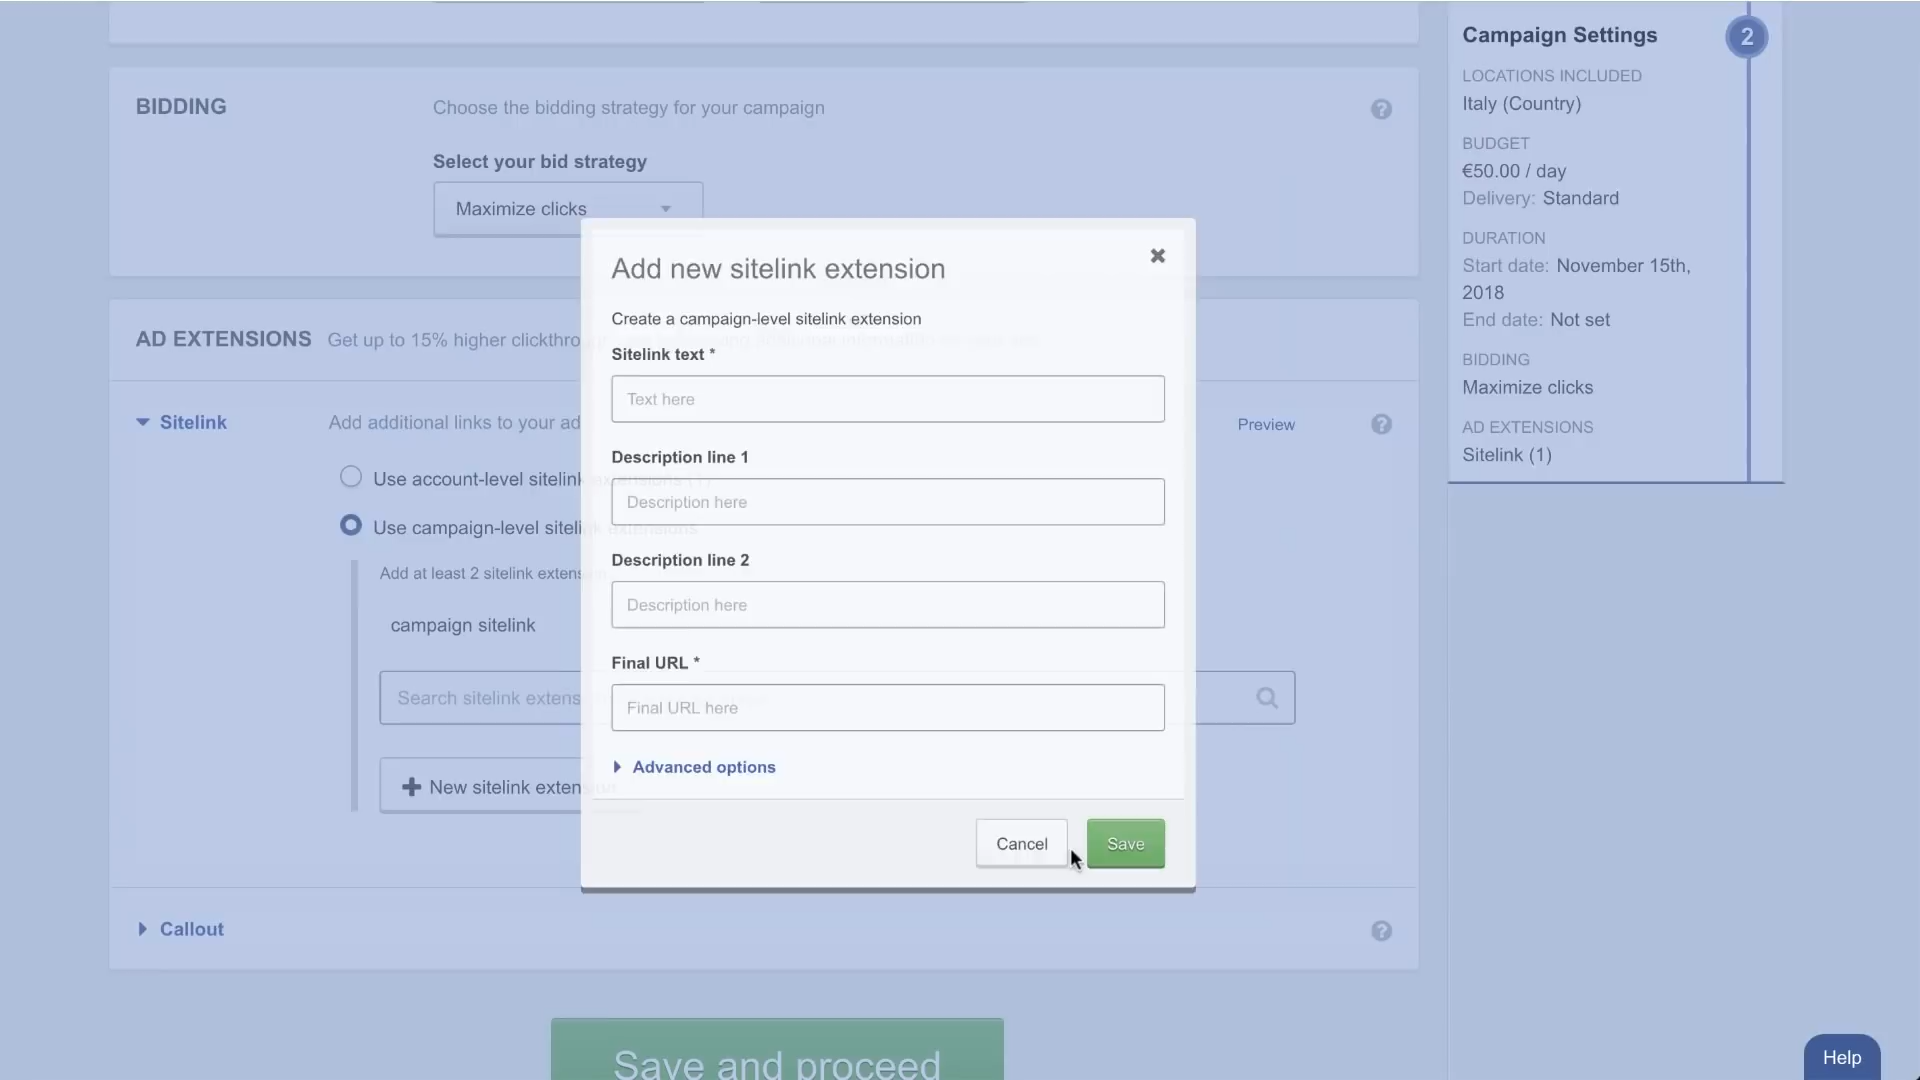 BIDDING
Choose the bidding strategy for your campaign
Select your bid strategy
Maximize clicks
AD EXTENSIONS
Get up to 15% higher
Sitelink
Add additional links to your ad
Preview
Use account-level sitelink
Use campaign-level sitelink extensions
Add at least 2 sitelink
campaign sitelink
Search sitelink
New sitelink
Callout
Save and proceed
Add new sitelink extension
Create a campaign-level sitelink extension
Sitelink text *
Text here
Description line 1
Description here
Description line 2
Description here
Final URL *
Final URL here
Advanced options
Cancel
Save
Campaign Settings
2
LOCATIONS INCLUDED
Italy (Country)
BUDGET
€50.00 / day
Delivery: Standard
DURATION
Start date: November 15th,
2018
End date: Not set
BIDDING
Maximize clicks
AD EXTENSIONS
Sitelink (1)
Help